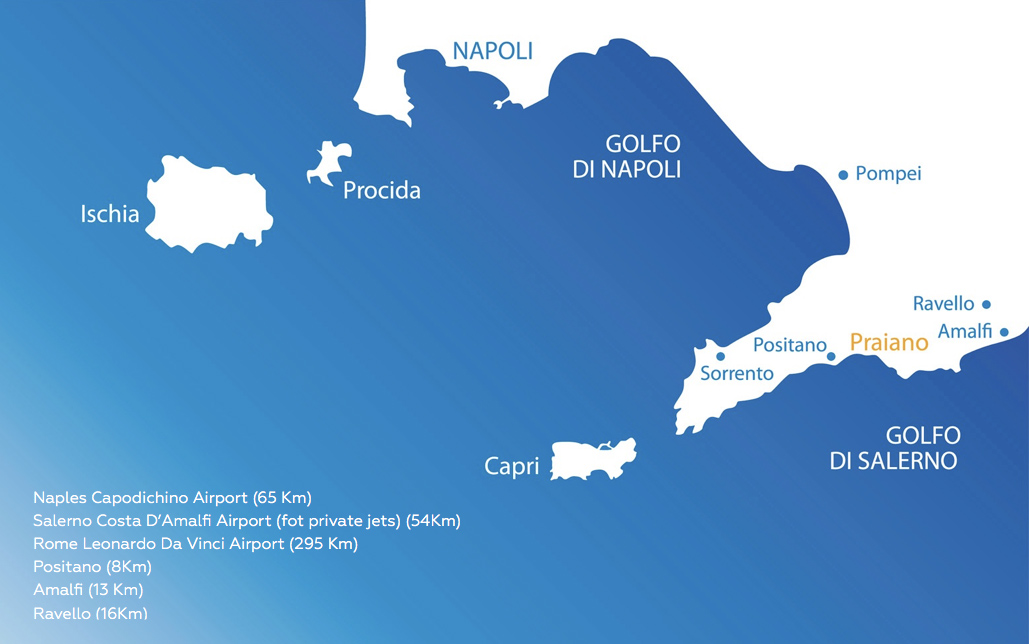 NAPOLI
GOLFO
DI NAPOLI
Pompei
Procida
Ischia
Ravello
Amalfi
Positano
Praiano
Sorrento
GOLFO
DI SALERNO
Capri
Naples Capodichino Airport (65 Km)
Salerno Costa D’Amalfi Airport (fot private jets) (54Km)
Rome Leonardo Da Vinci Airport (295 Km)
Positano (8Km)
Amalfi (13 Km)
Ravello (16Km)